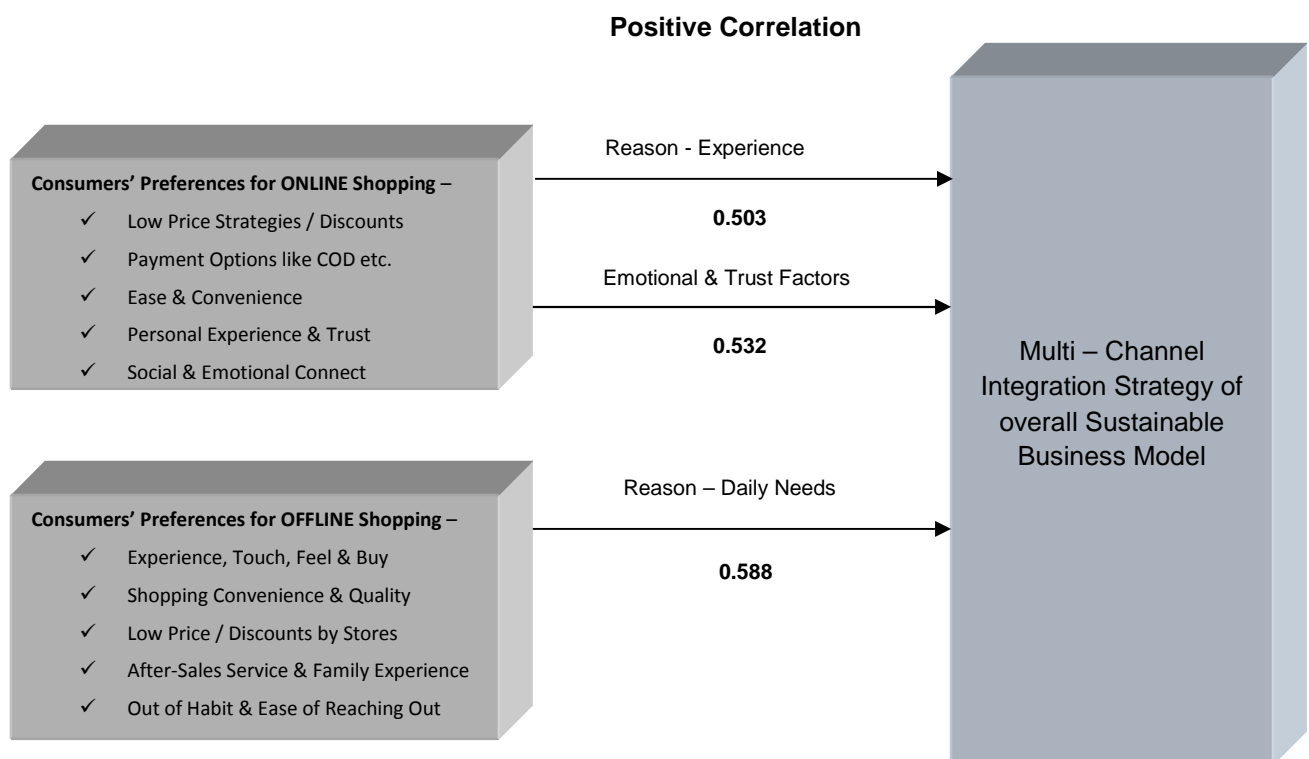 Positive Correlation
Consumers’ Preferences for ONLINE Shopping –
✓ Low Price Strategies / Discounts
✓ Payment Options like COD etc.
✓ Ease & Convenience
✓ Personal Experience & Trust
✓ Social & Emotional Connect
Reason - Experience
0.503
Emotional & Trust Factors
0.532
Consumers’ Preferences for OFFLINE Shopping –
✓ Experience, Touch, Feel & Buy
✓ Shopping Convenience & Quality
✓ Low Price / Discounts by Stores
✓ After-Sales Service & Family Experience
✓ Out of Habit & Ease of Reaching Out
Reason – Daily Needs
0.588
Multi – Channel
Integration Strategy of
overall Sustainable
Business Model